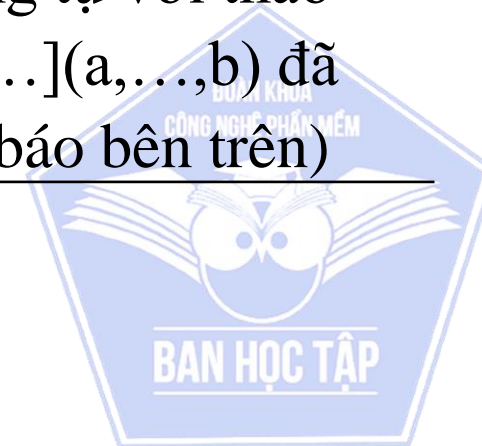 tự với thao
…](a,…,b) đã
báo bên trên)
ĐOÀN KHOA
CÔNG NGHỆ PHẦN MỀM
BAN HỌC TẬP